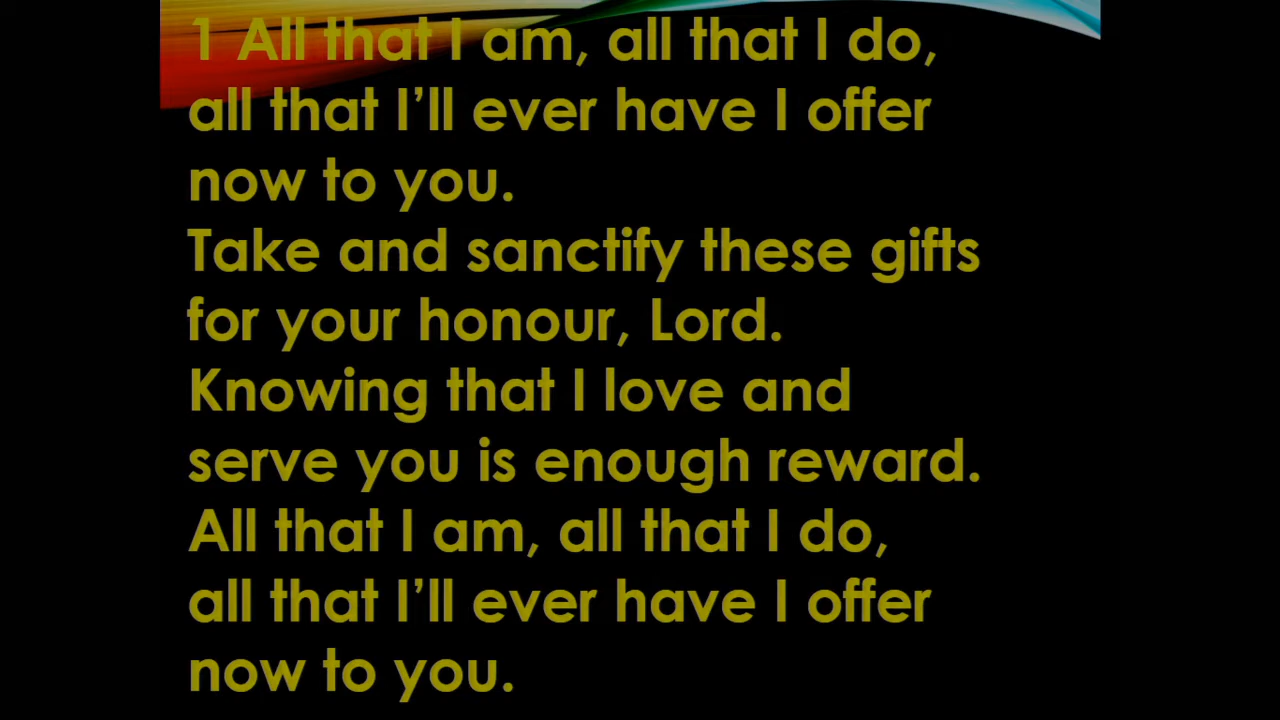 1 All that I am, all that I do,
all that I’ll ever have I offer
now to you.
Take and sanctify these gifts
for your honour, Lord.
Knowing that I love and
serve you is enough reward.
All that I am, all that I do,
all that I’ll ever have I offer
now to you.